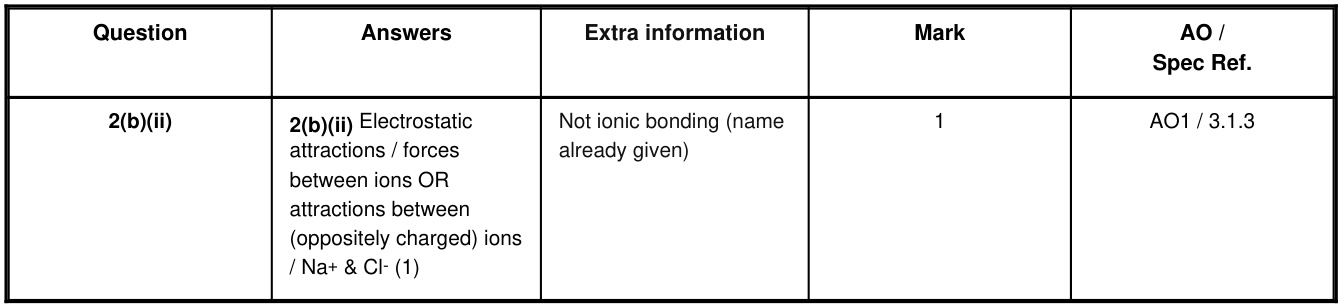 Question
Answers
Extra information
Mark
AO /
Spec Ref.
2(b)(ii)
2(b)(ii) Electrostatic
attractions / forces
between ions OR
attractions between
(oppositely charged) ions
/ Na+ & Cl- (1)
Not ionic bonding (name
already given)
1
AO1 / 3.1.3